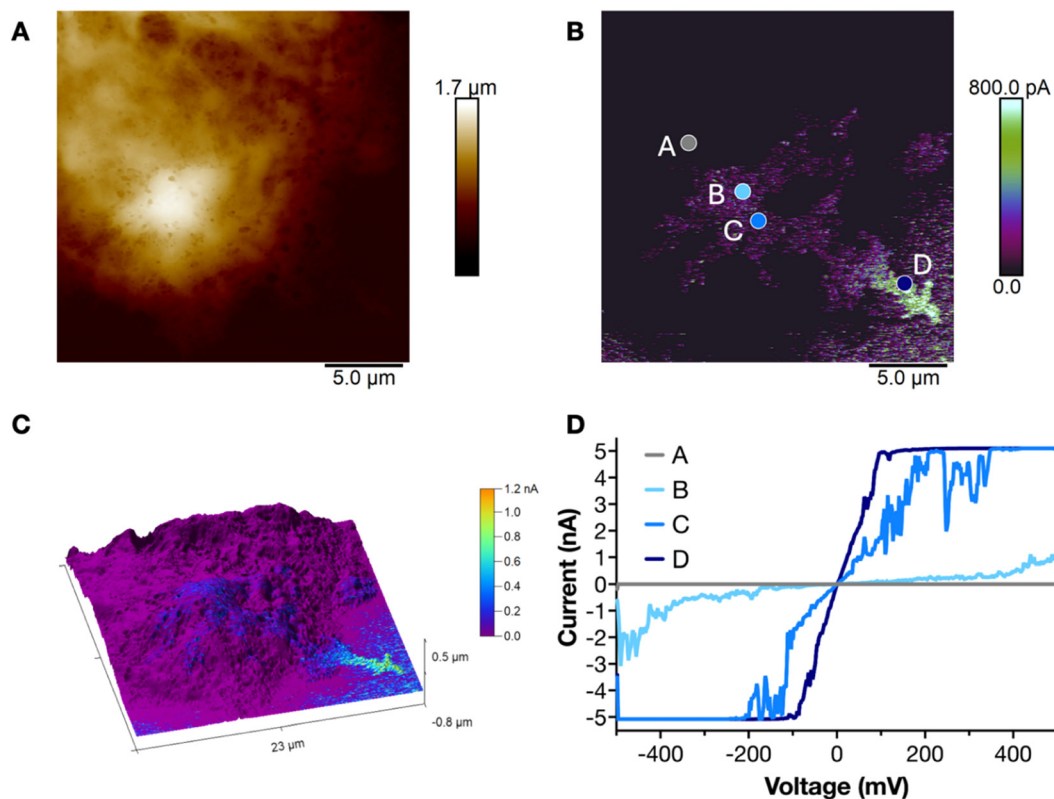 A
1.7 µm
5.0 µm
B
800.0 pA
A
B
C
D
0.0
5.0 µm
C
1.2 nA
1.0
0.8
0.6
0.4
0.2
0.0
0.5 µm
-0.8 µm
23 µm
D
Current (nA)
5
4
3
2
1
0
-1
-2
-3
-4
-5
A
B
C
D
-400 -200 0 200 400
Voltage (mV)